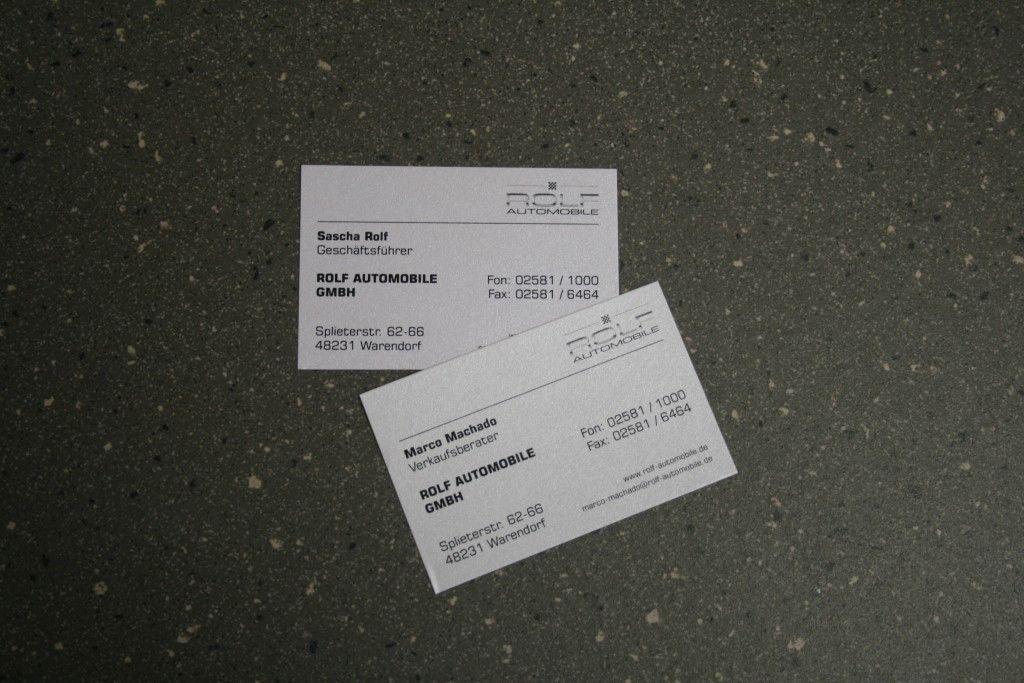 ROLF
AUTOMOBILE
Sascha Rolf
Geschäftsführer
ROLF AUTOMOBILE
GMBH
Fon: 02581 / 1000
Fax: 02581 / 6464
Splieterstr. 62-66
48231 Warendorf
ROLF
AUTOMOBILE
Marco Machado
Verkaufsberater
ROLF AUTOMOBILE
GMBH
Fon: 02581 / 1000
Fax: 02581 / 6464
Splieterstr. 62-66
48231 Warendorf
www.rolf-automobile.de
marco-machado@rolf-automobile.de